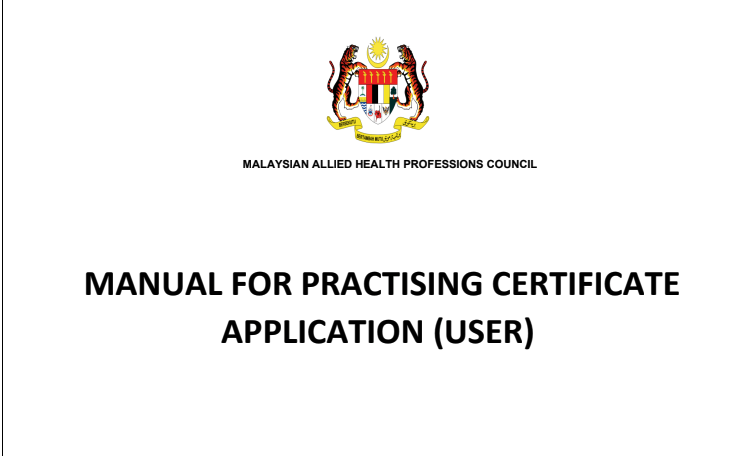 MALAYSIAN ALLIED HEALTH PROFESSIONS COUNCIL
MANUAL FOR PRACTISING CERTIFICATE
APPLICATION (USER)